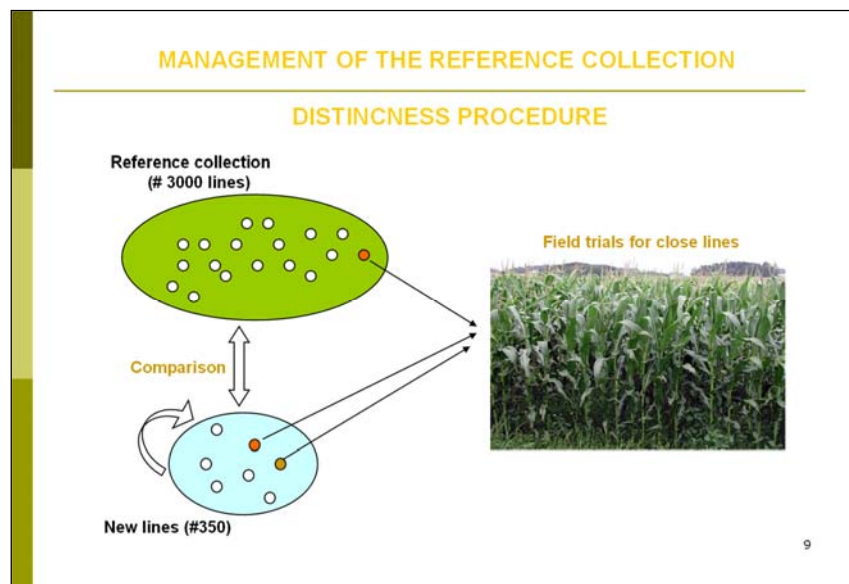 MANAGEMENT OF THE REFERENCE COLLECTION
DISTINCNESS PROCEDURE
Reference collection
(# 3000 lines)
Field trials for close lines
Comparison
New lines (#350)
9